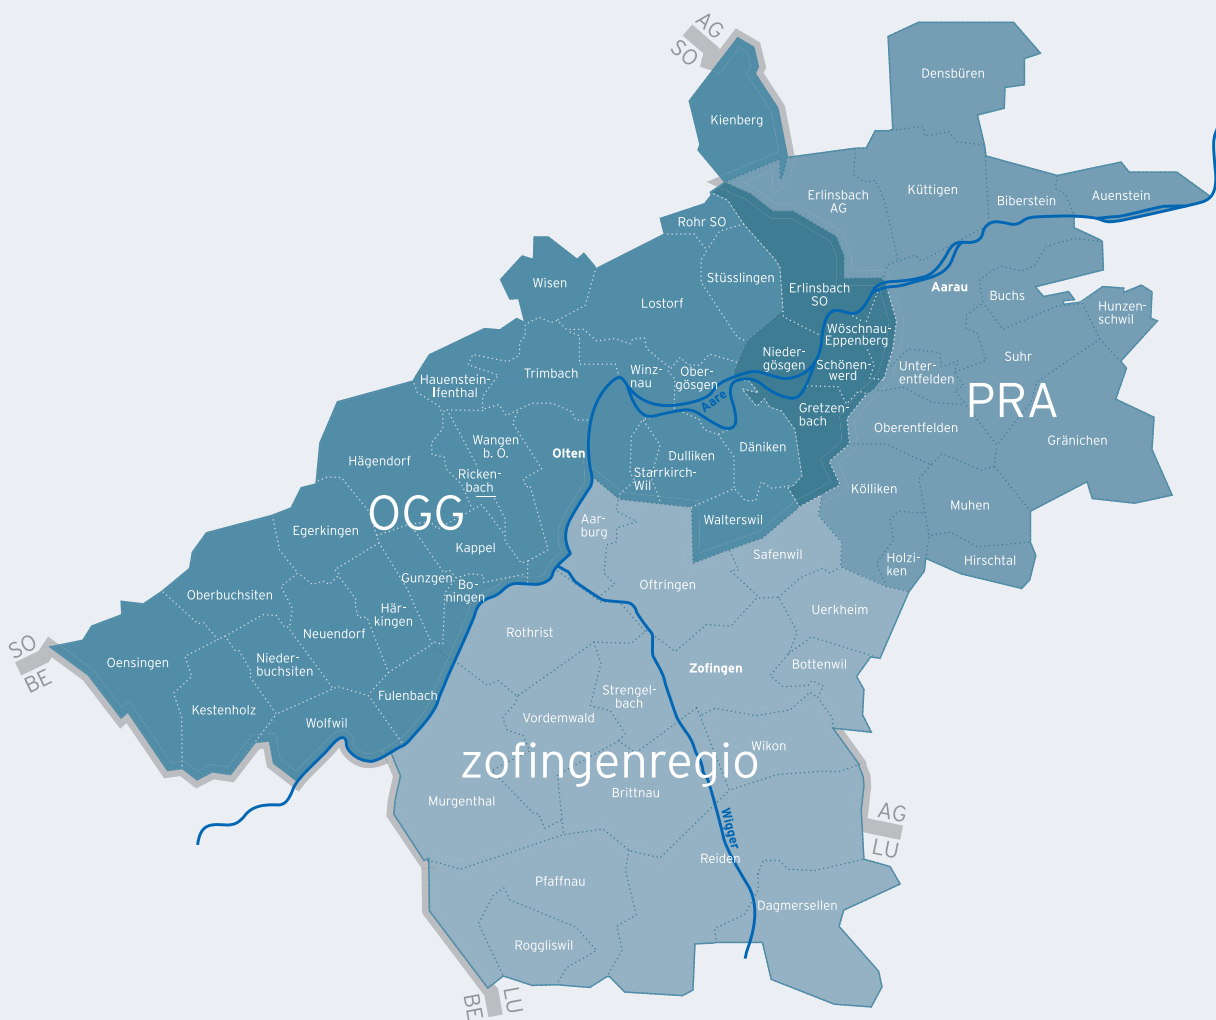 AG
SO
Densbüren
Kienberg
Erlinsbach
AG
Küttigen
Biberstein
Auenstein
Rohr SO
Stüsslingen
Wisen
Lostorf
Erlinsbach
SO
Aarau
Buchs
Hunzen-
schwil
Wöschnau-
Eppenberg
Nieder-
gösgen
Schönen-
werd
Suhr
Unter-
entfelden
PRA
Trimbach
Winz-
nau
Ober-
gösgen
Hauenstein-
Ifenthal
Aare
Gretzen-
bach
Oberentfelden
Gränichen
Wangen
b. O.
Olten
Däniken
Dulliken
Starrkirch-
Wil
Hägendorf
Ricken-
bach
Kölliken
Muhen
OGG
Walterswil
Aar-
burg
Egerkingen
Kappel
Safenwil
Holzi-
ken
Hirschtal
Gunzgen
Bo-
ningen
Oftringen
Oberbuchsiten
Här-
kingen
Uerkheim
Neuendorf
Rothrist
SO
BE
Oensingen
Nieder-
buchsiten
Zofingen
Bottenwil
Kestenholz
Fulenbach
Strengel-
bach
Wolfwil
Vordemwald
Wikon
zofingenregio
Murgenthal
Brittnau
Wigger
AG
LU
Reiden
Pfaffnau
Dagmersellen
Roggliswil
BE
LU